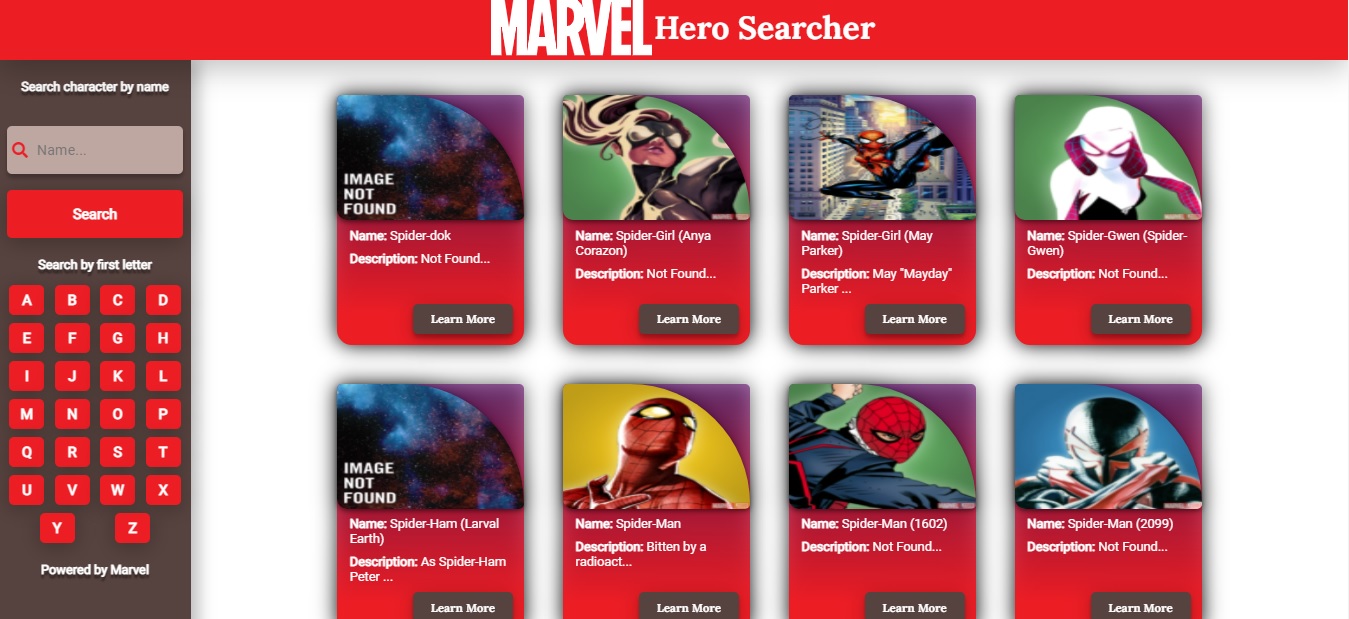 MARVEL Hero Searcher
Search character by name
Name...
Search
Search by first letter
A B C D
E F G H
I J K L
M N O P
Q R S T
U V W X
Y Z
Powered by Marvel
IMAGE
NOT
FOUND
Name: Spider-dok
Description: Not Found...
Learn More
Name: Spider-Girl (Anya
Corazon)
Description: Not Found...
Learn More
Name: Spider-Girl (May
Parker)
Description: May "Mayday"
Parker ...
Learn More
Name: Spider-Gwen (Spider-
Gwen)
Description: Not Found...
Learn More
IMAGE
NOT
FOUND
Name: Spider-Ham (Larval
Earth)
Description: As Spider-Ham
Peter ...
Learn More
Name: Spider-Man
Description: Bitten by a
radioact...
Learn More
Name: Spider-Man (1602)
Description: Not Found...
Learn More
Name: Spider-Man (2099)
Description: Not Found...
Learn More